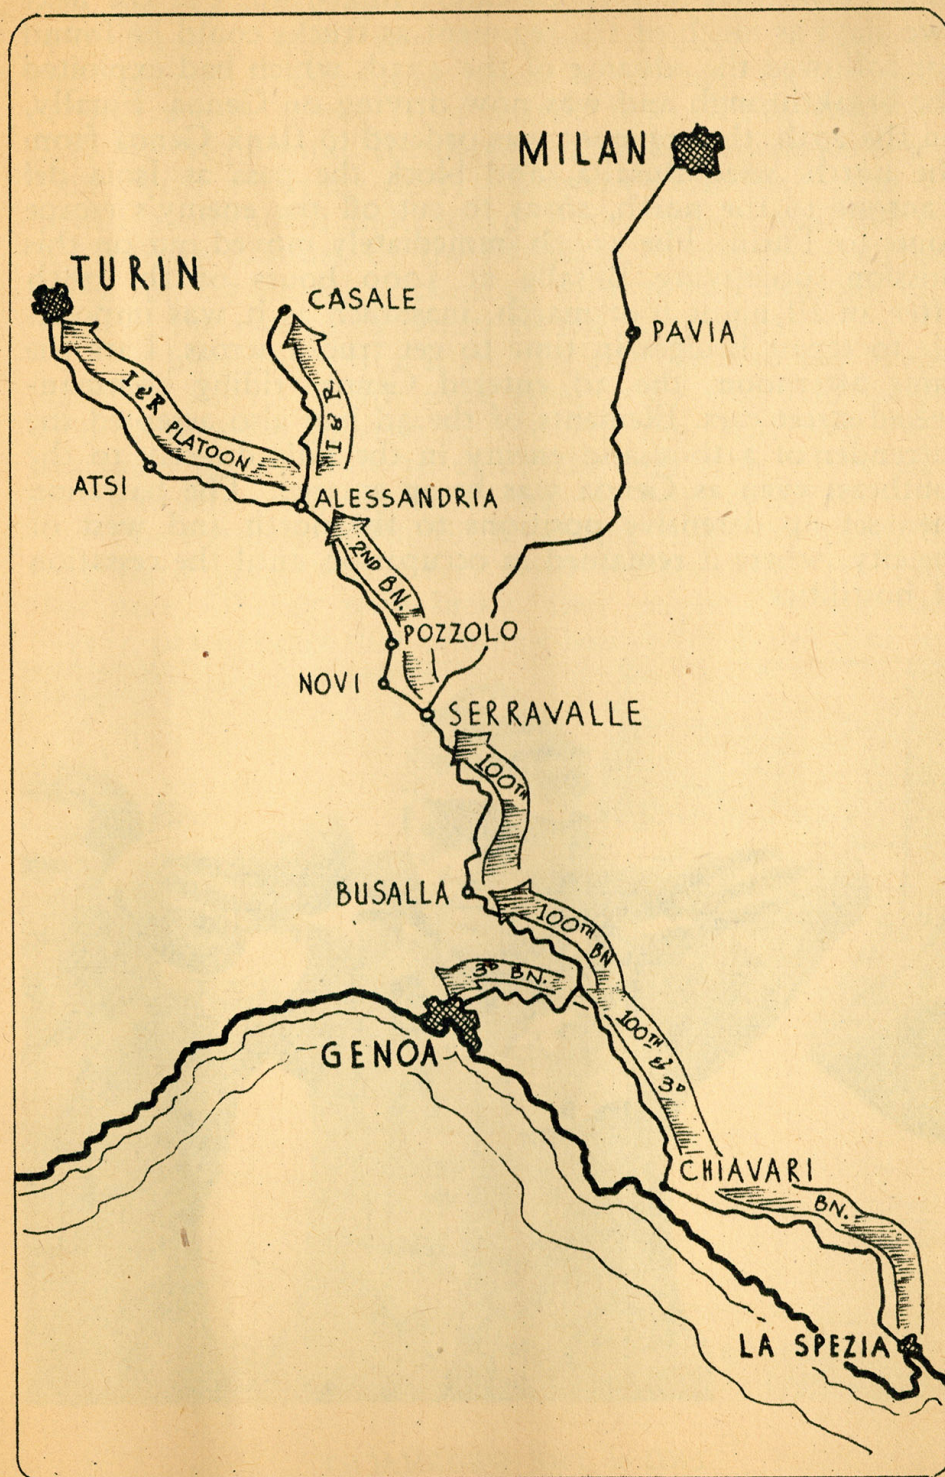 MILAN
TURIN
CASALE
PAVIA
I & R
PLATOON
I & R
ATSI
ALESSANDRIA
2ND BN.
POZZOLO
NOVI
SERRAVALLE
100TH
BUSALLA
100TH BN
3D BN.
100TH & 3D
GENOA
CHIAVARI
BN.
LA SPEZIA